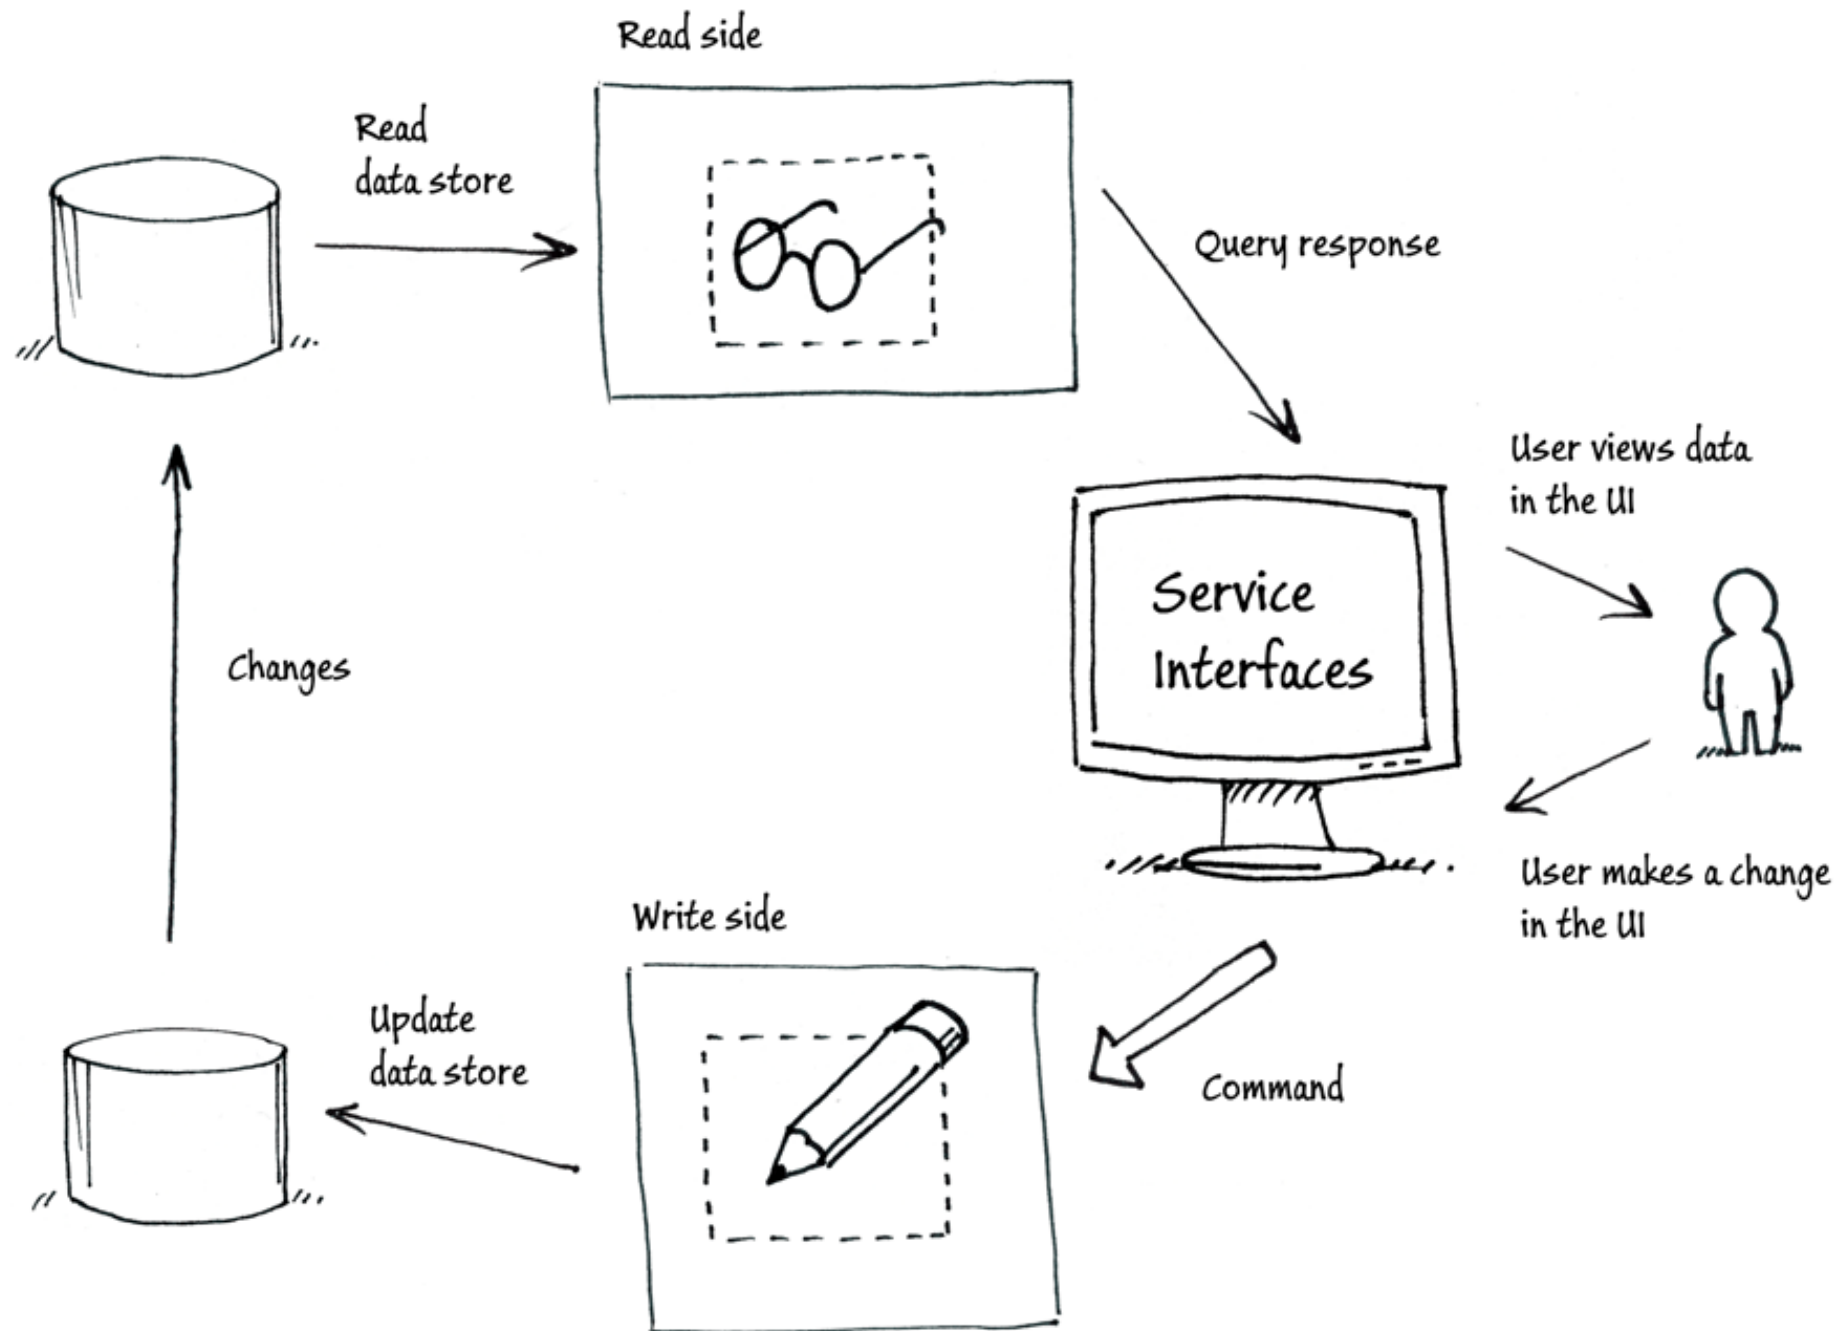 Read side
Read
data store
Query response
User views data
in the UI
Service
Interfaces
Changes
User makes a change
in the UI
Write side
Update
data store
Command